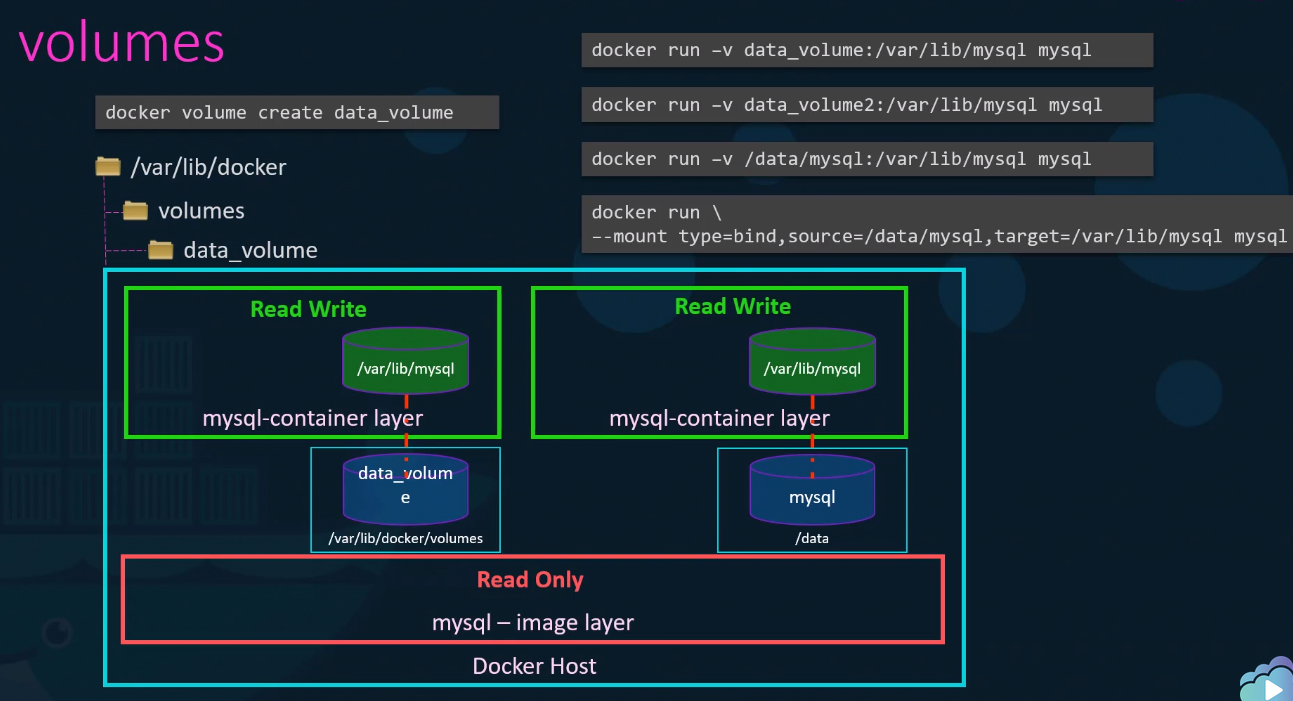 volumes
docker volume create data_volume
/var/lib/docker
volumes
data_volume
docker run –v data_volume:/var/lib/mysql mysql
docker run –v data_volume2:/var/lib/mysql mysql
docker run –v /data/mysql:/var/lib/mysql mysql
docker run \
--mount type=bind,source=/data/mysql,target=/var/lib/mysql mysql
Read Write
/var/lib/mysql
mysql-container layer
data_volum
e
/var/lib/docker/volumes
Read Write
/var/lib/mysql
mysql-container layer
mysql
/data
Read Only
mysql – image layer
Docker Host